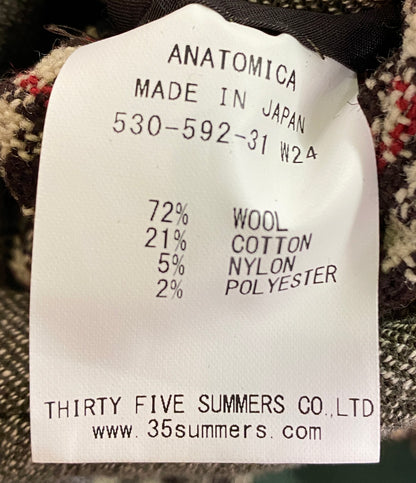 ANATOMICA
MADE IN JAPAN
530-592-31 W24
72% WOOL
21% COTTON
5% NYLON
2% POLYESTER
THIRTY FIVE SUMMERS CO.,LTD
www.35summers.com